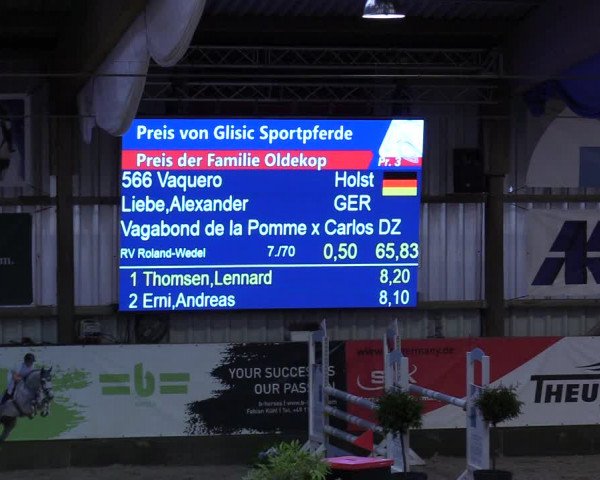 Preis von Glisic Sportpferde
Preis der Familie Oldekop Pr. 3
566 Vaquero Holst
Liebe,Alexander GER
Vagabond de la Pomme x Carlos DZ
RV Roland-Wedel 7./70 0,50 65,83
1 Thomsen,Lennard 8,20
2 Erni,Andreas 8,10
YOUR SUCCESS
OUR PASSION
THEU